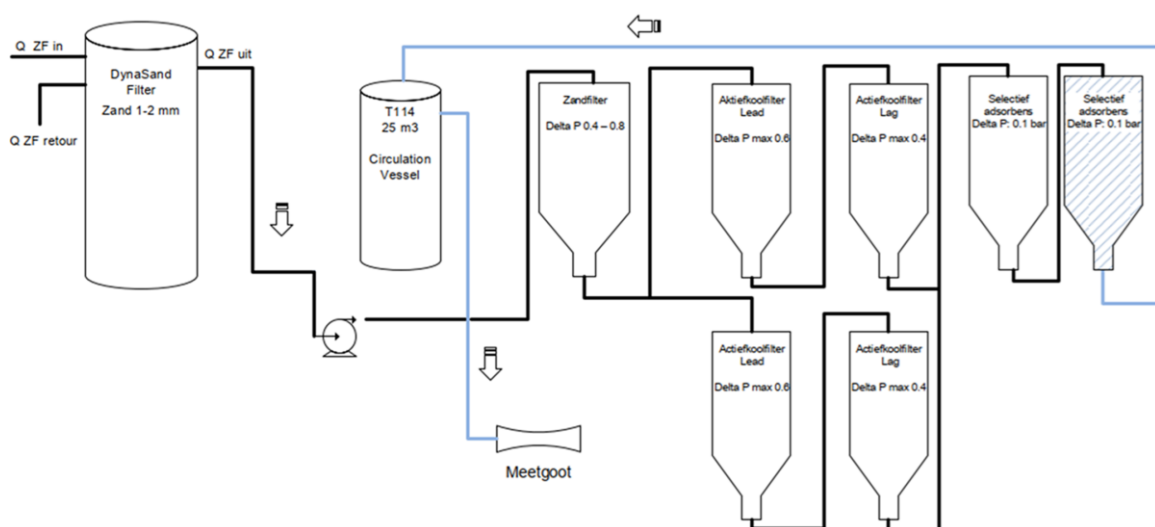 Q  ZF in
DynaSand
Filter
Zand 1-2 mm
Q ZF retour
Q ZF uit
T114
25 m3
Circulation
Vessel
Meetgoot
Zandfilter
Delta P 0.4 – 0.8
Aktiefkoolfilter
Lead
Delta P max 0.6
Actiefkoolfilter
Lag
Delta P max 0.4
Selectief
adsorbens
Delta P: 0.1 bar
Selectief
adsorbens
Delta P: 0.1 bar
Actiefkoolfilter
Lead
Delta P max 0.6
Actiefkoolfilter
Lag
Delta P max 0.4